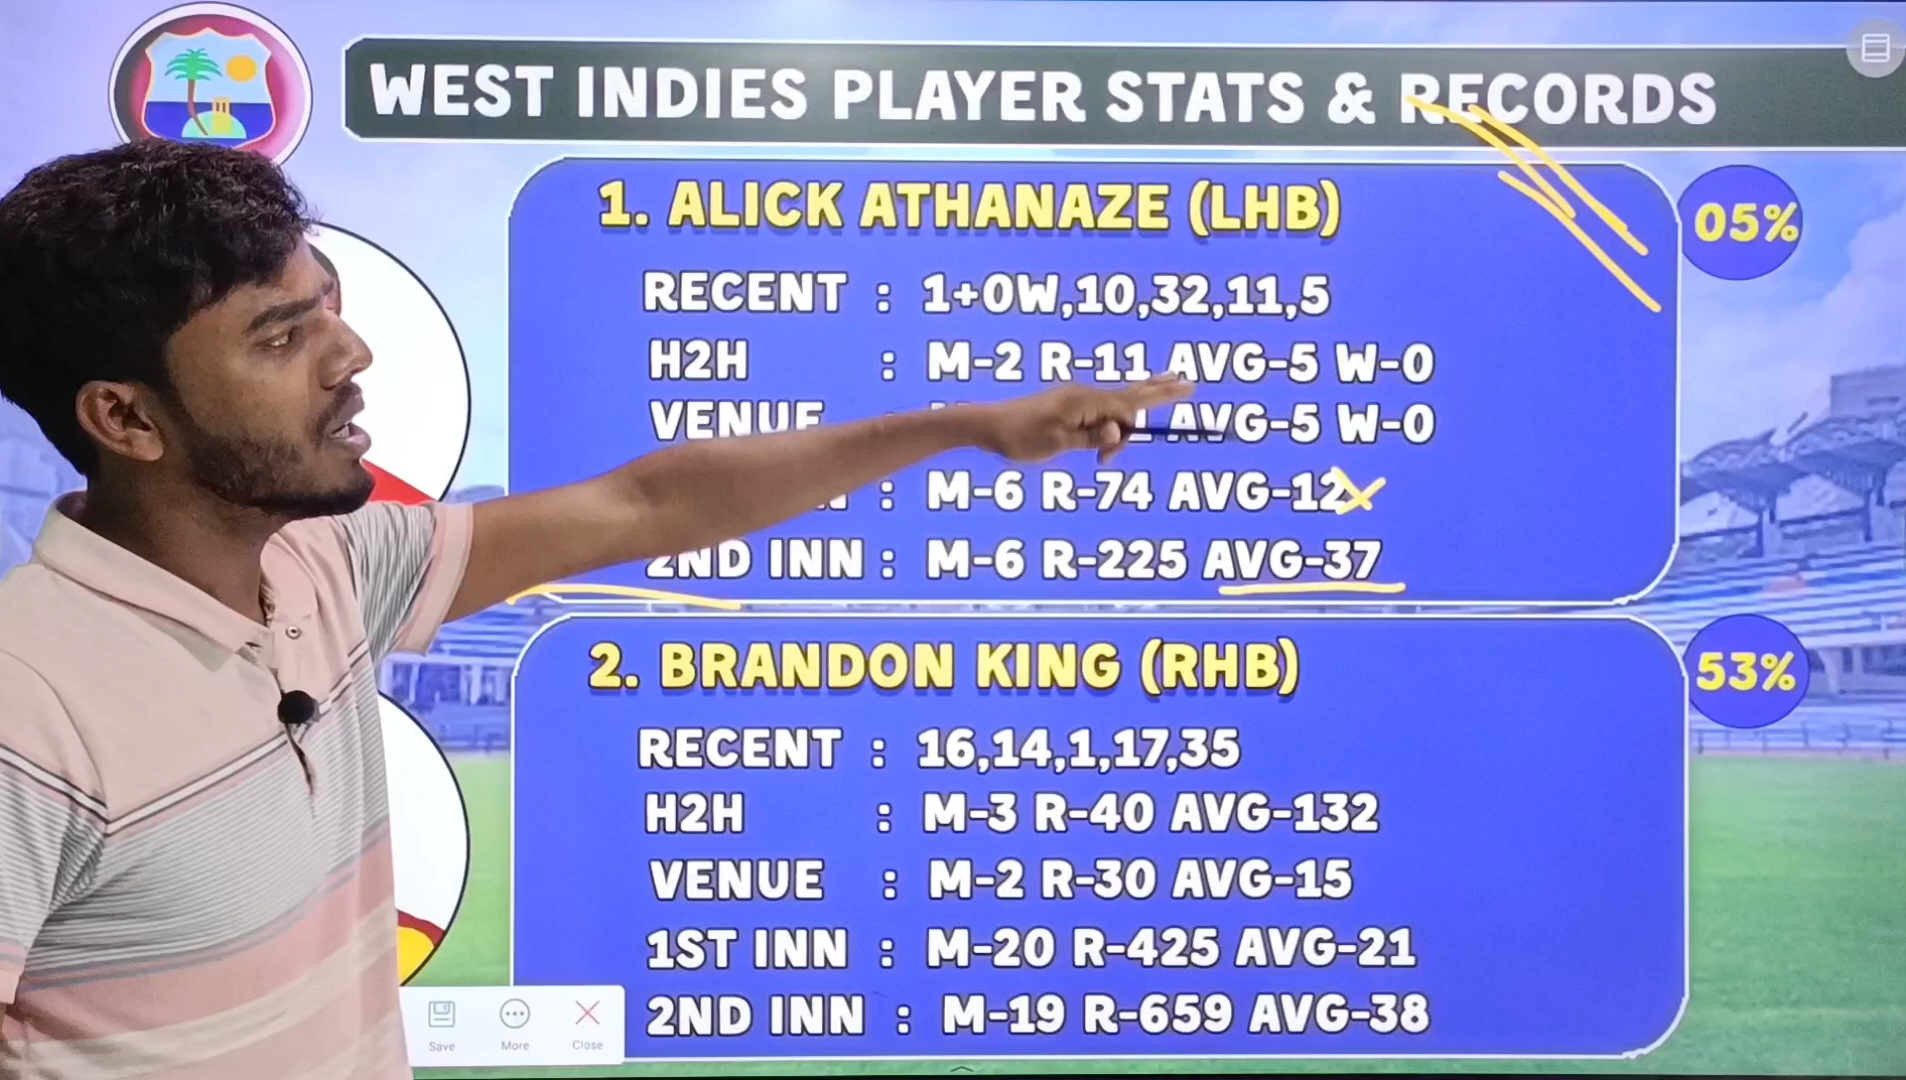 WEST INDIES PLAYER STATS & RECORDS
1. ALICK ATHANAZE (LHB)
05%
RECENT : 1+0W,10,32,11,5
H2H : M-2 R-11 AVG-5 W-0
VENUE AVG-5 W-0
: M-6 R-74 AVG-12
2ND INN : M-6 R-225 AVG-37
2. BRANDON KING (RHB)
53%
RECENT : 16,14,1,17,35
H2H : M-3 R-40 AVG-132
VENUE : M-2 R-30 AVG-15
1ST INN : M-20 R-425 AVG-21
2ND INN : M-19 R-659 AVG-38
Save More Close